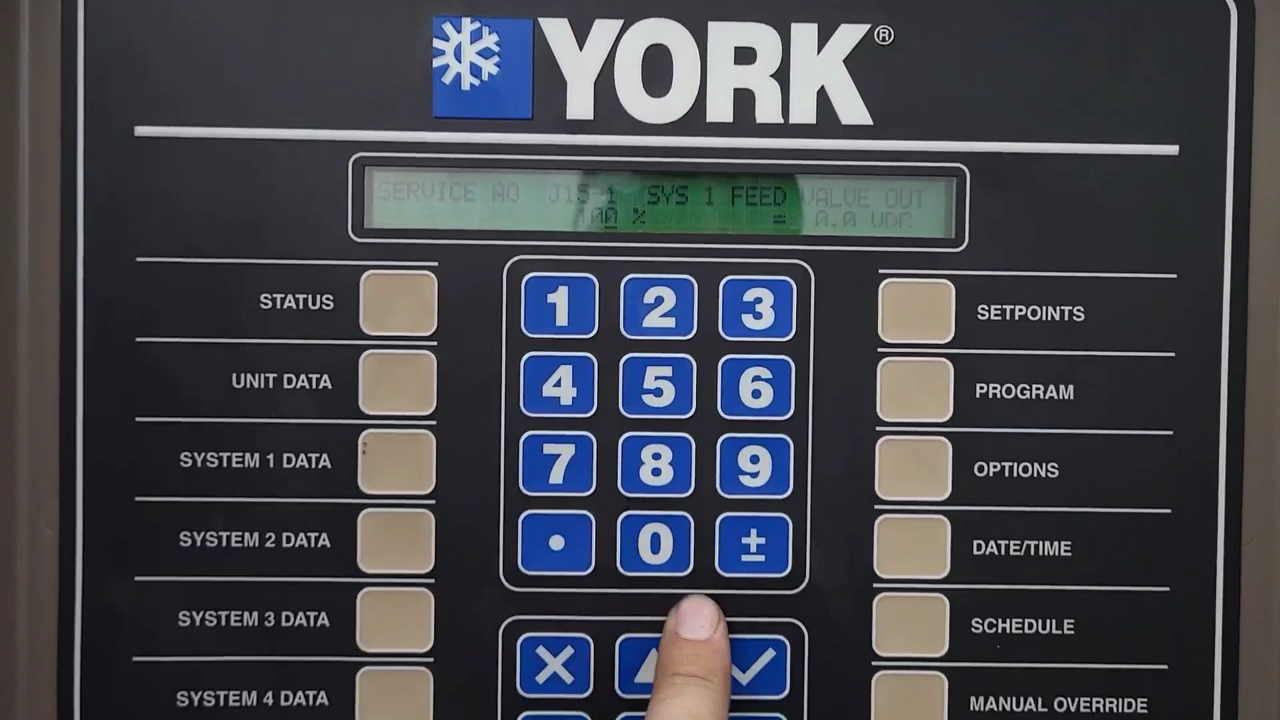 YORK®
SERVICE AO J15-1 SYS 1 FEED VALVE OUT
100 % = 0.0 VDC
STATUS
UNIT DATA
SYSTEM 1 DATA
SYSTEM 2 DATA
SYSTEM 3 DATA
SYSTEM 4 DATA
1 2 3
4 5 6
7 8 9
• 0 ±
SETPOINTS
PROGRAM
OPTIONS
DATE/TIME
SCHEDULE
MANUAL OVERRIDE